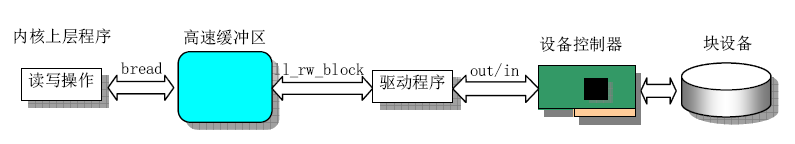 内核上层程序
高速缓冲区
设备控制器
块设备
读写操作
bread
ll_rw_block
驱动程序
out/in